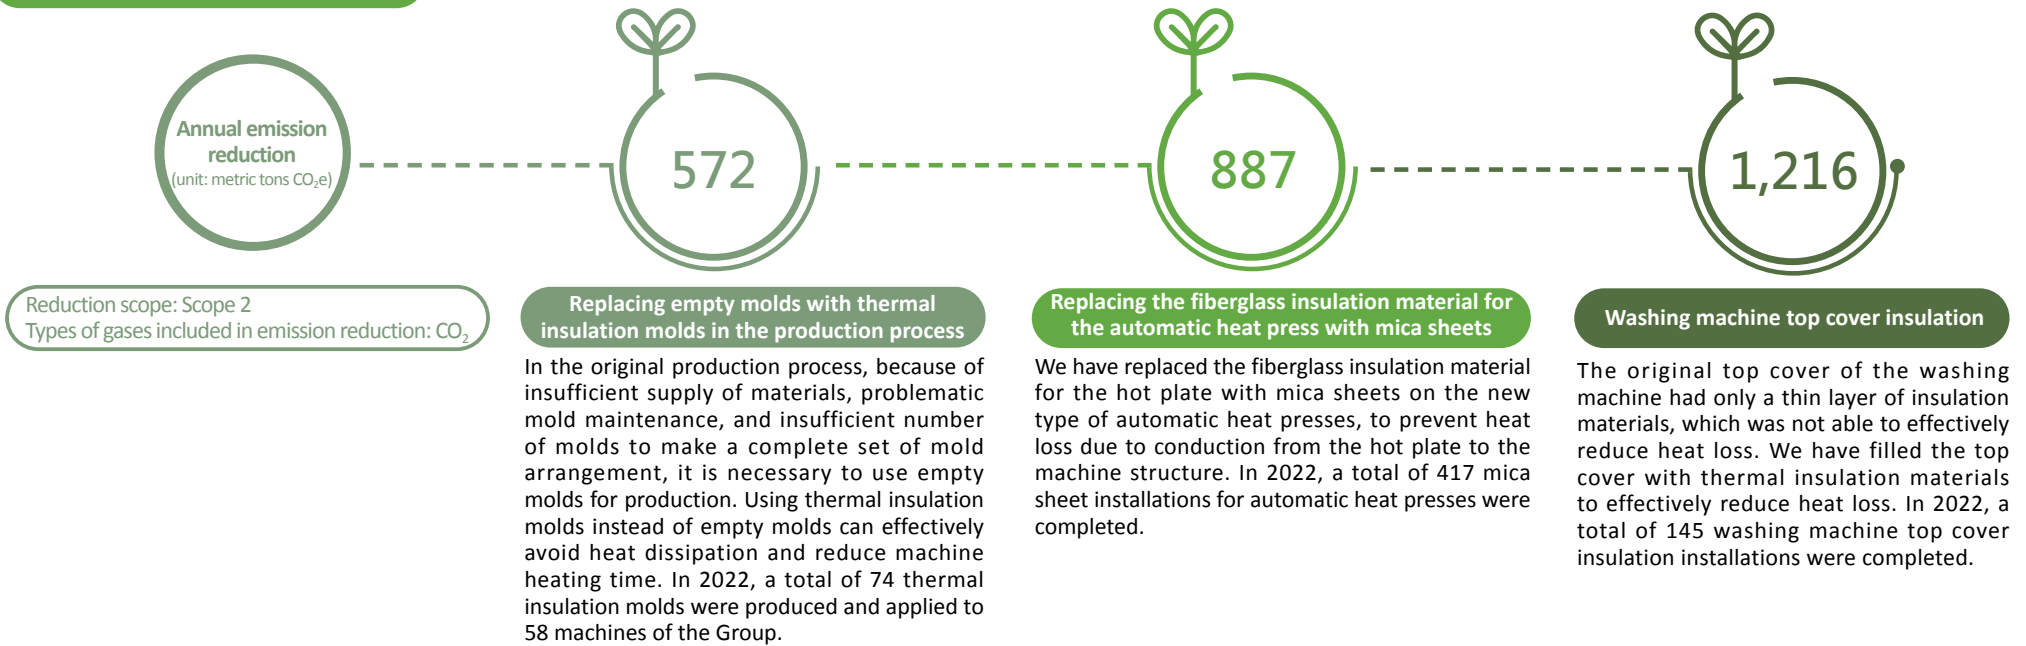 Annual emission
reduction
(unit: metric tons CO₂e)
572
887
1,216
Reduction scope: Scope 2
Types of gases included in emission reduction: CO₂
Replacing empty molds with thermal
insulation molds in the production process
In the original production process, because of
insufficient supply of materials, problematic
mold maintenance, and insufficient number
of molds to make a complete set of mold
arrangement, it is necessary to use empty
molds for production. Using thermal insulation
molds instead of empty molds can effectively
avoid heat dissipation and reduce machine
heating time. In 2022, a total of 74 thermal
insulation molds were produced and applied to
58 machines of the Group.
Replacing the fiberglass insulation material for
the automatic heat press with mica sheets
We have replaced the fiberglass insulation material
for the hot plate with mica sheets on the new
type of automatic heat presses, to prevent heat
loss due to conduction from the hot plate to the
machine structure. In 2022, a total of 417 mica
sheet installations for automatic heat presses were
completed.
Washing machine top cover insulation
The original top cover of the washing
machine had only a thin layer of insulation
materials, which was not able to effectively
reduce heat loss. We have filled the top
cover with thermal insulation materials
to effectively reduce heat loss. In 2022, a
total of 145 washing machine top cover
insulation installations were completed.